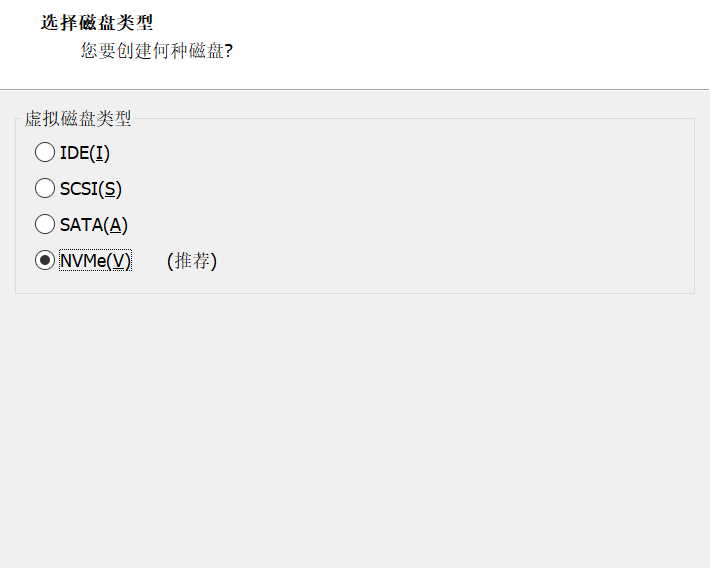 选择磁盘类型
您要创建何种磁盘?
虚拟磁盘类型
IDE(I)
SCSI(S)
SATA(A)
NVMe(V) (推荐)